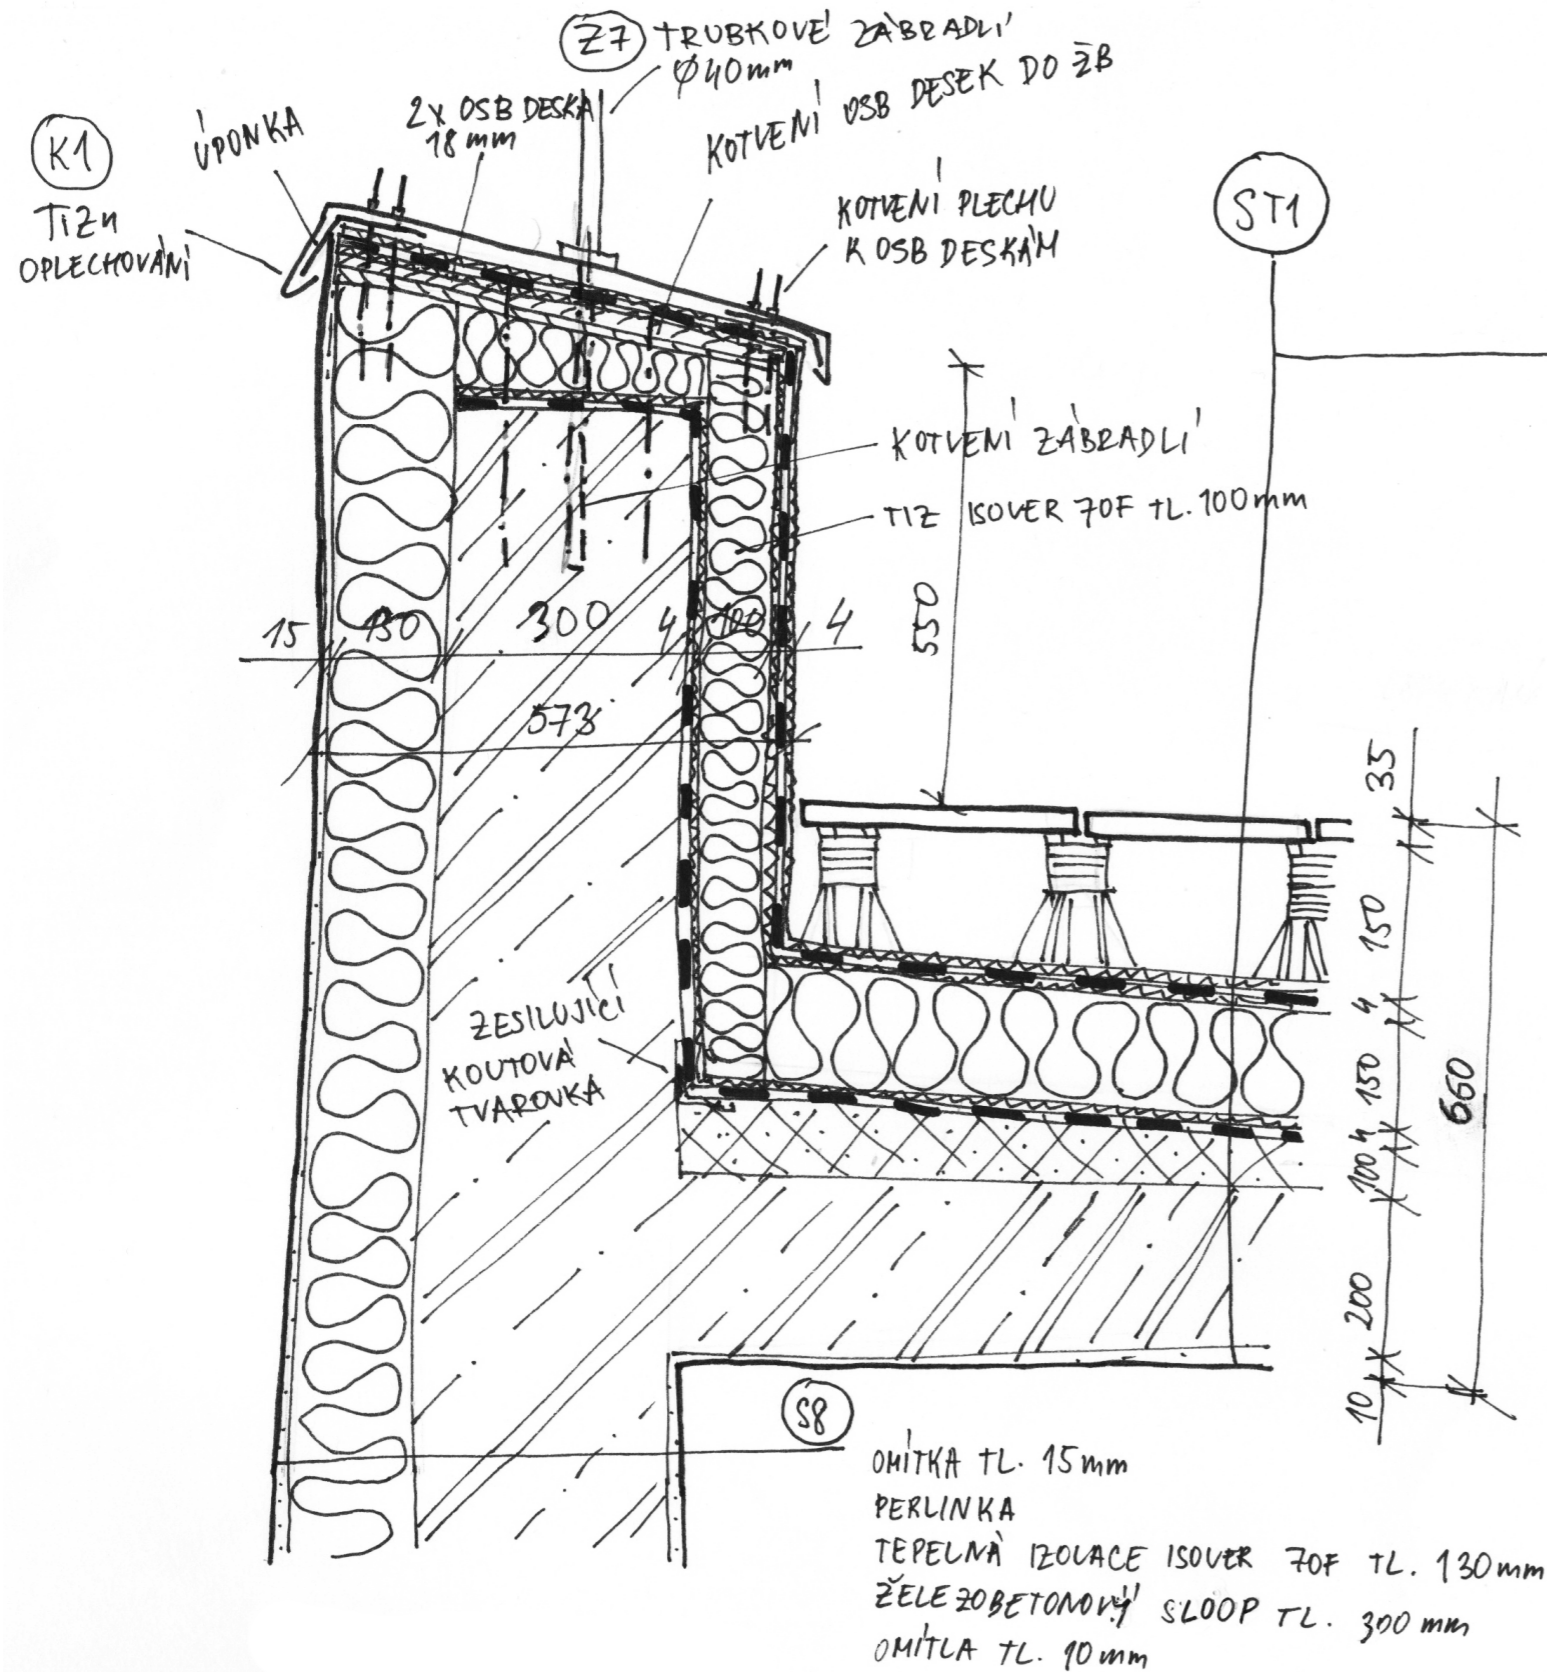 Z7 TRUBKOVÉ ZÁBRADLÍ
Ø40mm
K1
TiZn
OPLECHOVÁNÍ
ÚPONKA
2X OSB DESKA
18 mm
KOTVENÍ OSB DESEK DO ŽB
KOTVENÍ PLECHU
K OSB DESKÁM
ST1
KOTVENÍ ZÁBRADLÍ
TIZ ISOVER 70F TL. 100mm
550
15 130 300 4 100 4
573
ZESILUJÍCÍ
KOUTOVÁ
TVAROVKA
35
150
4
150
4
100
200
10
660
S8
OMÍTKA TL. 15mm
PERLINKA
TEPELNÁ IZOLACE ISOVER 70F TL. 130mm
ŽELEZOBETONOVÝ SLOOP TL. 300 mm
OMÍTLA TL. 10mm